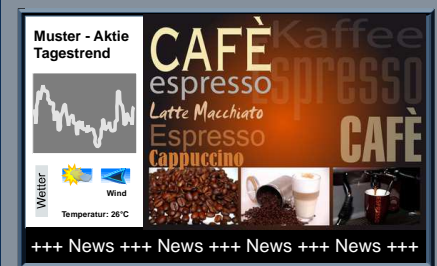 Muster - Aktie
Tagestrend
Wetter
Wind
Temperatur: 26°C
CAFÈ
espresso
Latte Macchiato
Espresso
Cappuccino
Kaffee
Espresso
CAFÈ
+++ News +++ News +++ News +++ News +++